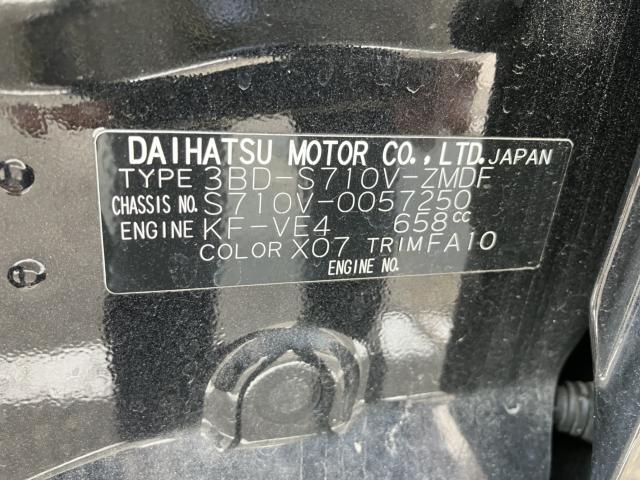 DAIHATSU MOTOR CO.,LTD. JAPAN
TYPE 3BD-S710V-ZMDF
CHASSIS NO. S710V-0057250
ENGINE KF-VE4 658cc
COLOR X07 TRIM FA10
ENGINE NO.